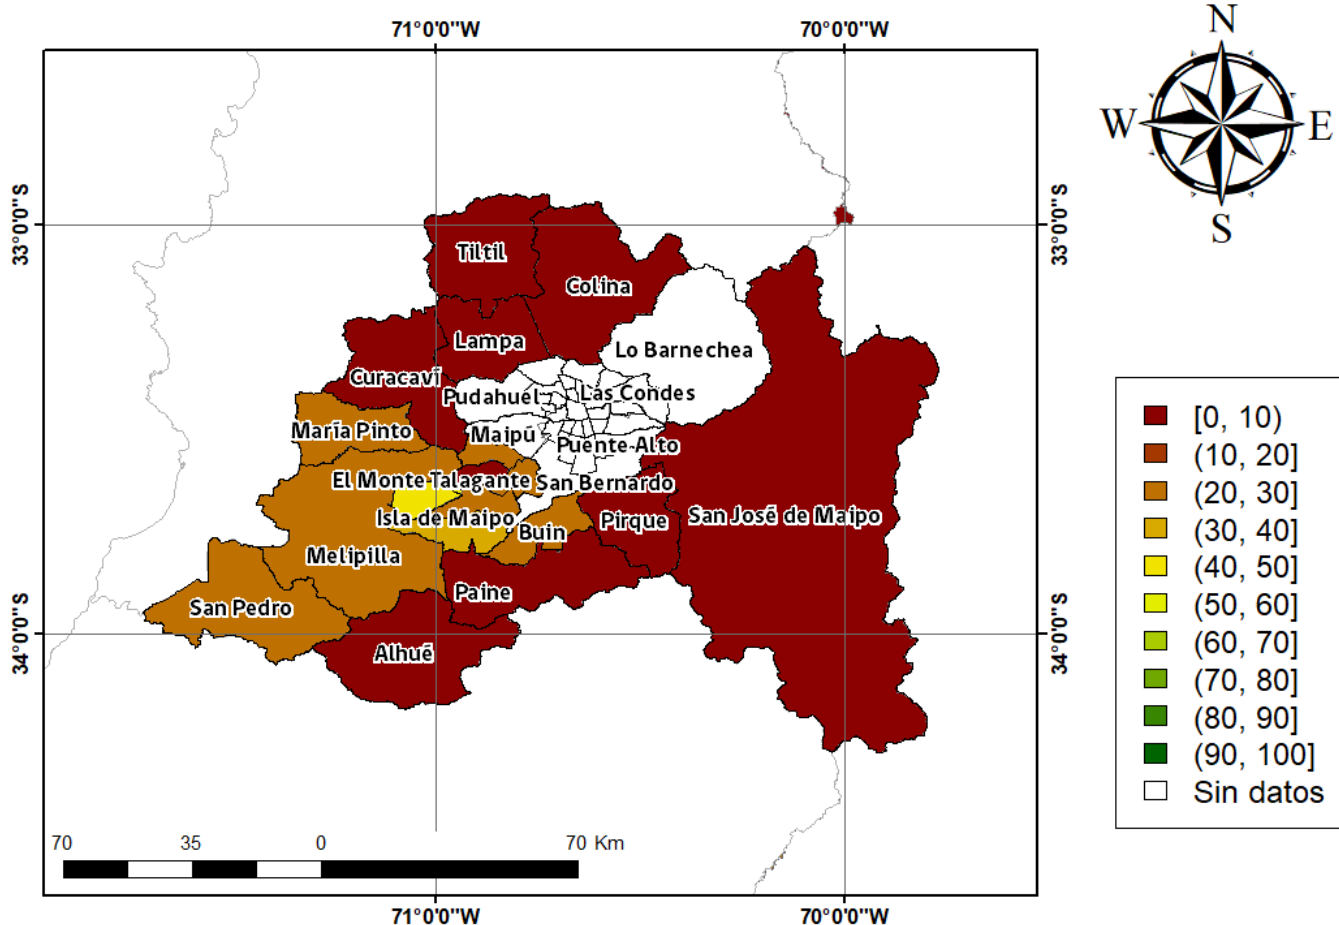 71°0'0"W
70°0'0"W
N
W
E
S
33°0'0"S
33°0'0"S
Tiltil
Colina
Lampa
Lo Barnechea
Curacaví
Pudahuel
Las Condes
María Pinto
Maipú
Puente Alto
El Monte
Talagante
San Bernardo
Isla de Maipo
Pirque
San José de Maipo
Buin
Melipilla
Paine
San Pedro
Alhué
34°0'0"S
34°0'0"S
[0, 10)
(10, 20]
(20, 30]
(30, 40]
(40, 50]
(50, 60]
(60, 70]
(70, 80]
(80, 90]
(90, 100]
Sin datos
70 35 0 70 Km
71°0'0"W
70°0'0"W